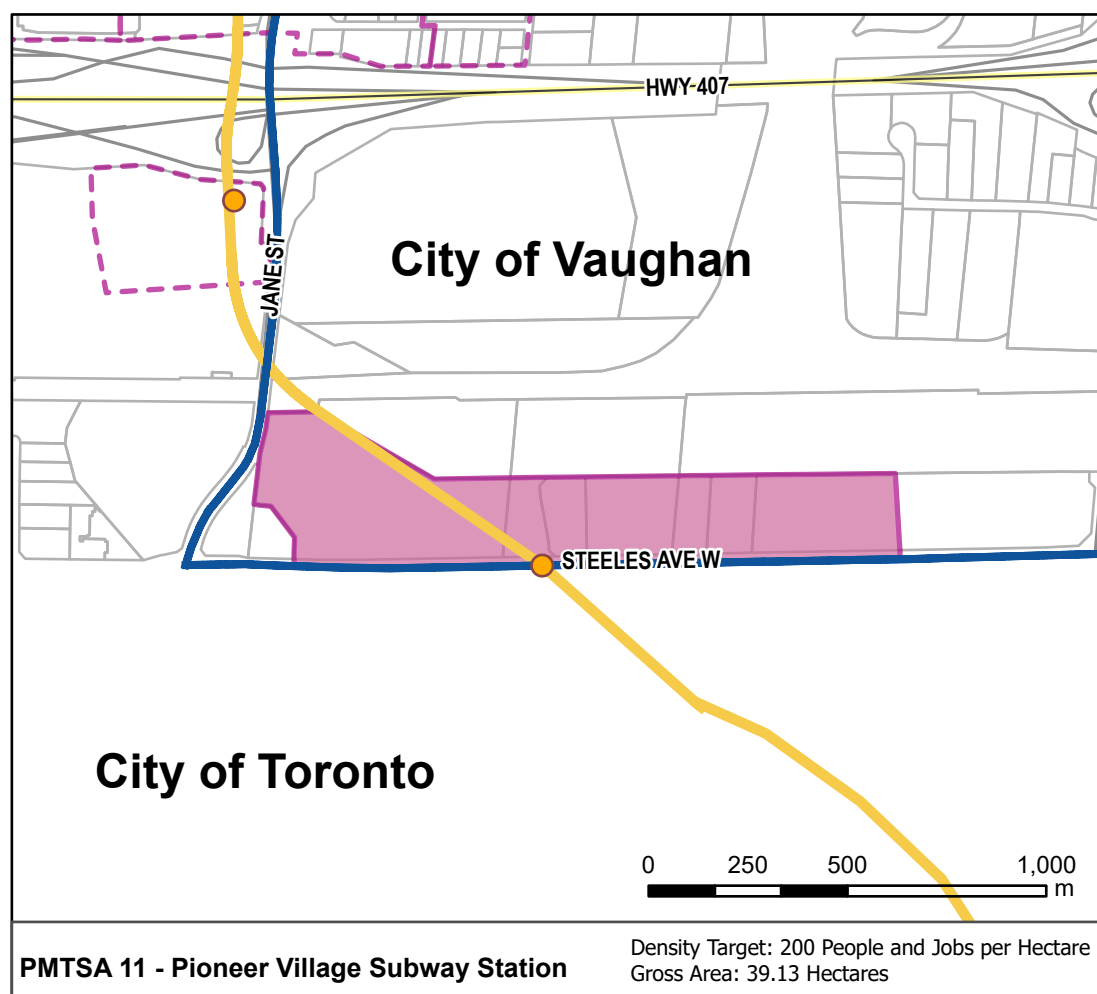 HWY 407
City of Vaughan
JANE ST
STEELES AVE W
City of Toronto
0 250 500 1,000
m
PMTSA 11 - Pioneer Village Subway Station
Density Target: 200 People and Jobs per Hectare
Gross Area: 39.13 Hectares